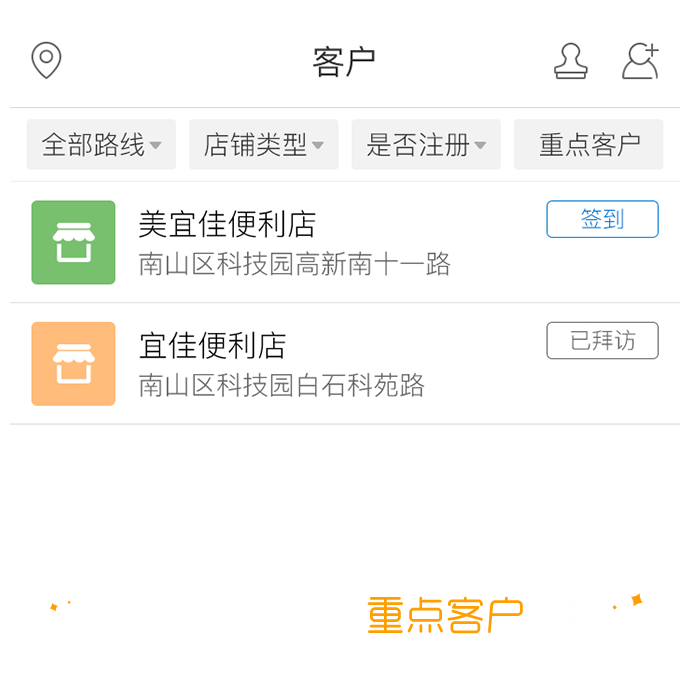 客户
全部路线 店铺类型 是否注册 重点客户
美宜佳便利店 签到
南山区科技园高新南十一路
宜佳便利店 已拜访
南山区科技园白石科苑路
重点客户